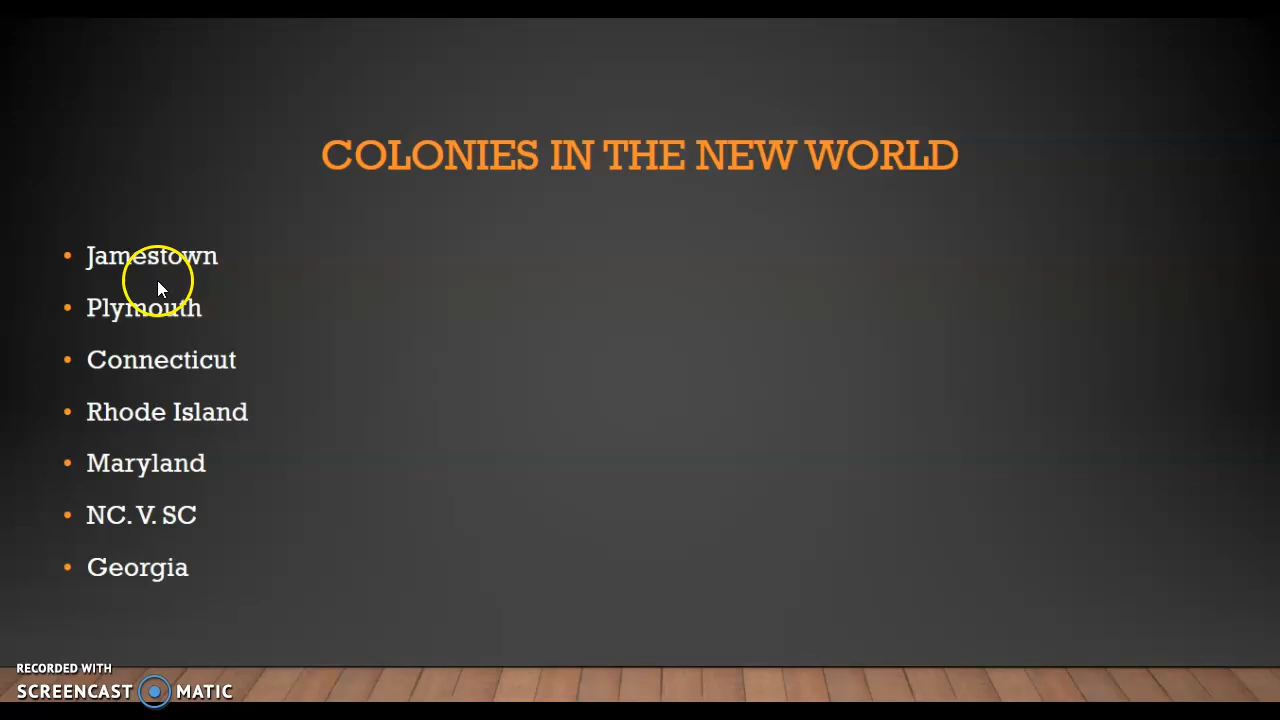 COLONIES IN THE NEW WORLD
• Jamestown
• Plymouth
• Connecticut
• Rhode Island
• Maryland
• NC. V. SC
• Georgia
RECORDED WITH
SCREENCAST MATIC